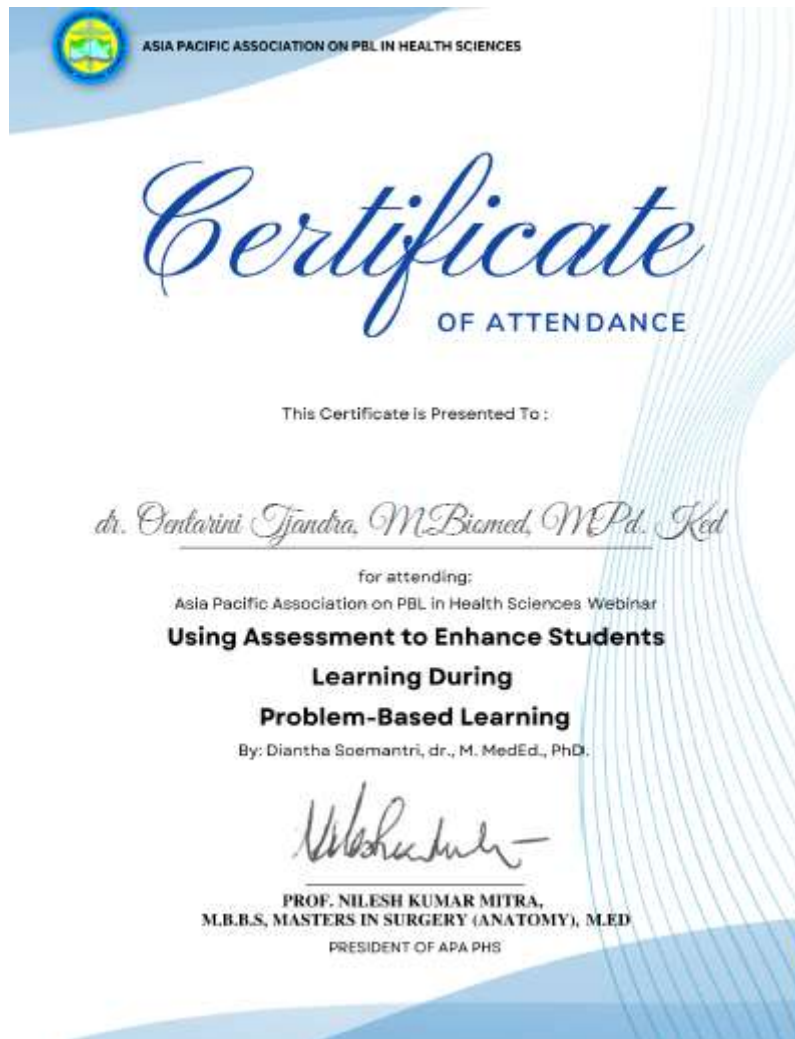 ASIA PACIFIC ASSOCIATION ON PBL IN HEALTH SCIENCES
Certificate
OF ATTENDANCE
This Certificate is Presented To :
dr. Oentarini Tjandra, M.Biomed, MPd. Ked
for attending:
Asia Pacific Association on PBL in Health Sciences Webinar
Using Assessment to Enhance Students
Learning During
Problem-Based Learning
By: Diantha Soemantri, dr., M. MedEd., PhD.
PROF. NILESH KUMAR MITRA,
M.B.B.S, MASTERS IN SURGERY (ANATOMY), M.ED
PRESIDENT OF APA PHS